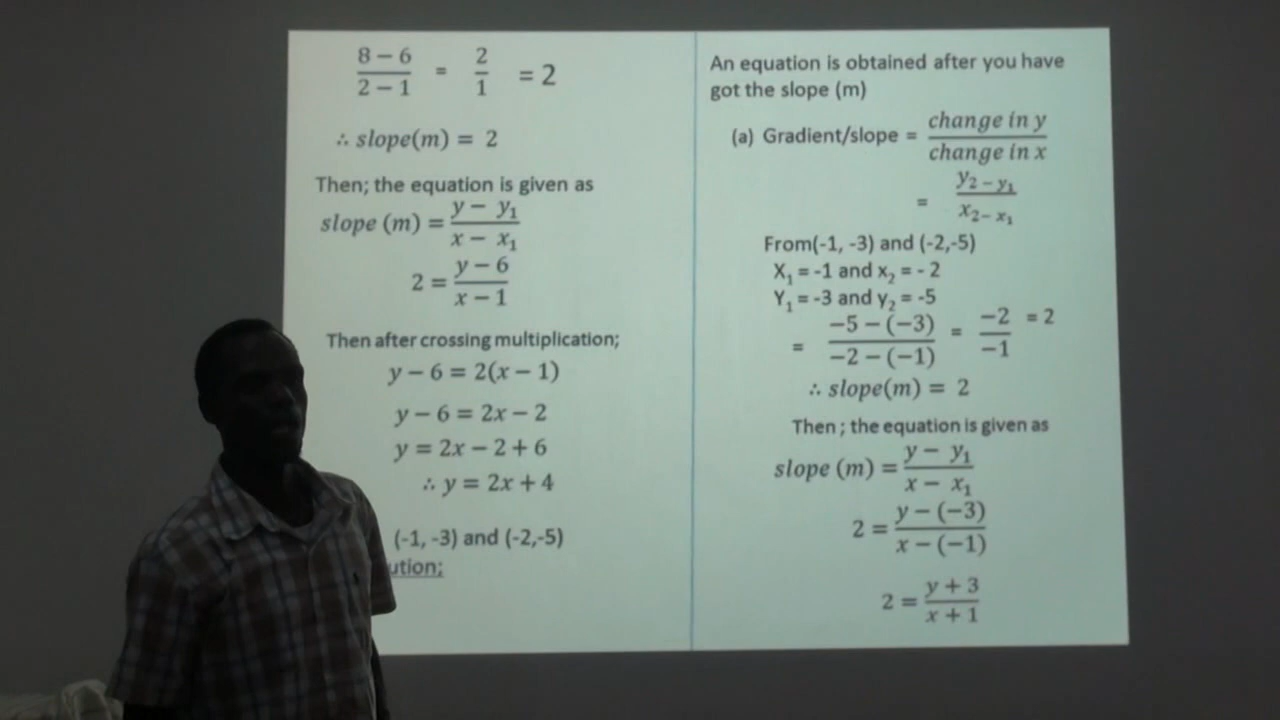 8 − 6 / 2 − 1 = 2 / 1 = 2
∴ slope(m) = 2
Then; the equation is given as
slope (m) = y − y₁ / x − x₁
2 = y − 6 / x − 1
Then after crossing multiplication;
y − 6 = 2(x − 1)
y − 6 = 2x − 2
y = 2x − 2 + 6
∴ y = 2x + 4
(-1, -3) and (-2,-5)
ution;
An equation is obtained after you have
got the slope (m)
(a) Gradient/slope = change in y / change in x
= y₂ − y₁ / x₂ − x₁
From(-1, -3) and (-2,-5)
X₁ = -1 and x₂ = - 2
Y₁ = -3 and y₂ = -5
= −5 − (−3) / −2 − (−1) = −2 / −1 = 2
∴ slope(m) = 2
Then ; the equation is given as
slope (m) = y − y₁ / x − x₁
2 = y − (−3) / x − (−1)
2 = y + 3 / x + 1